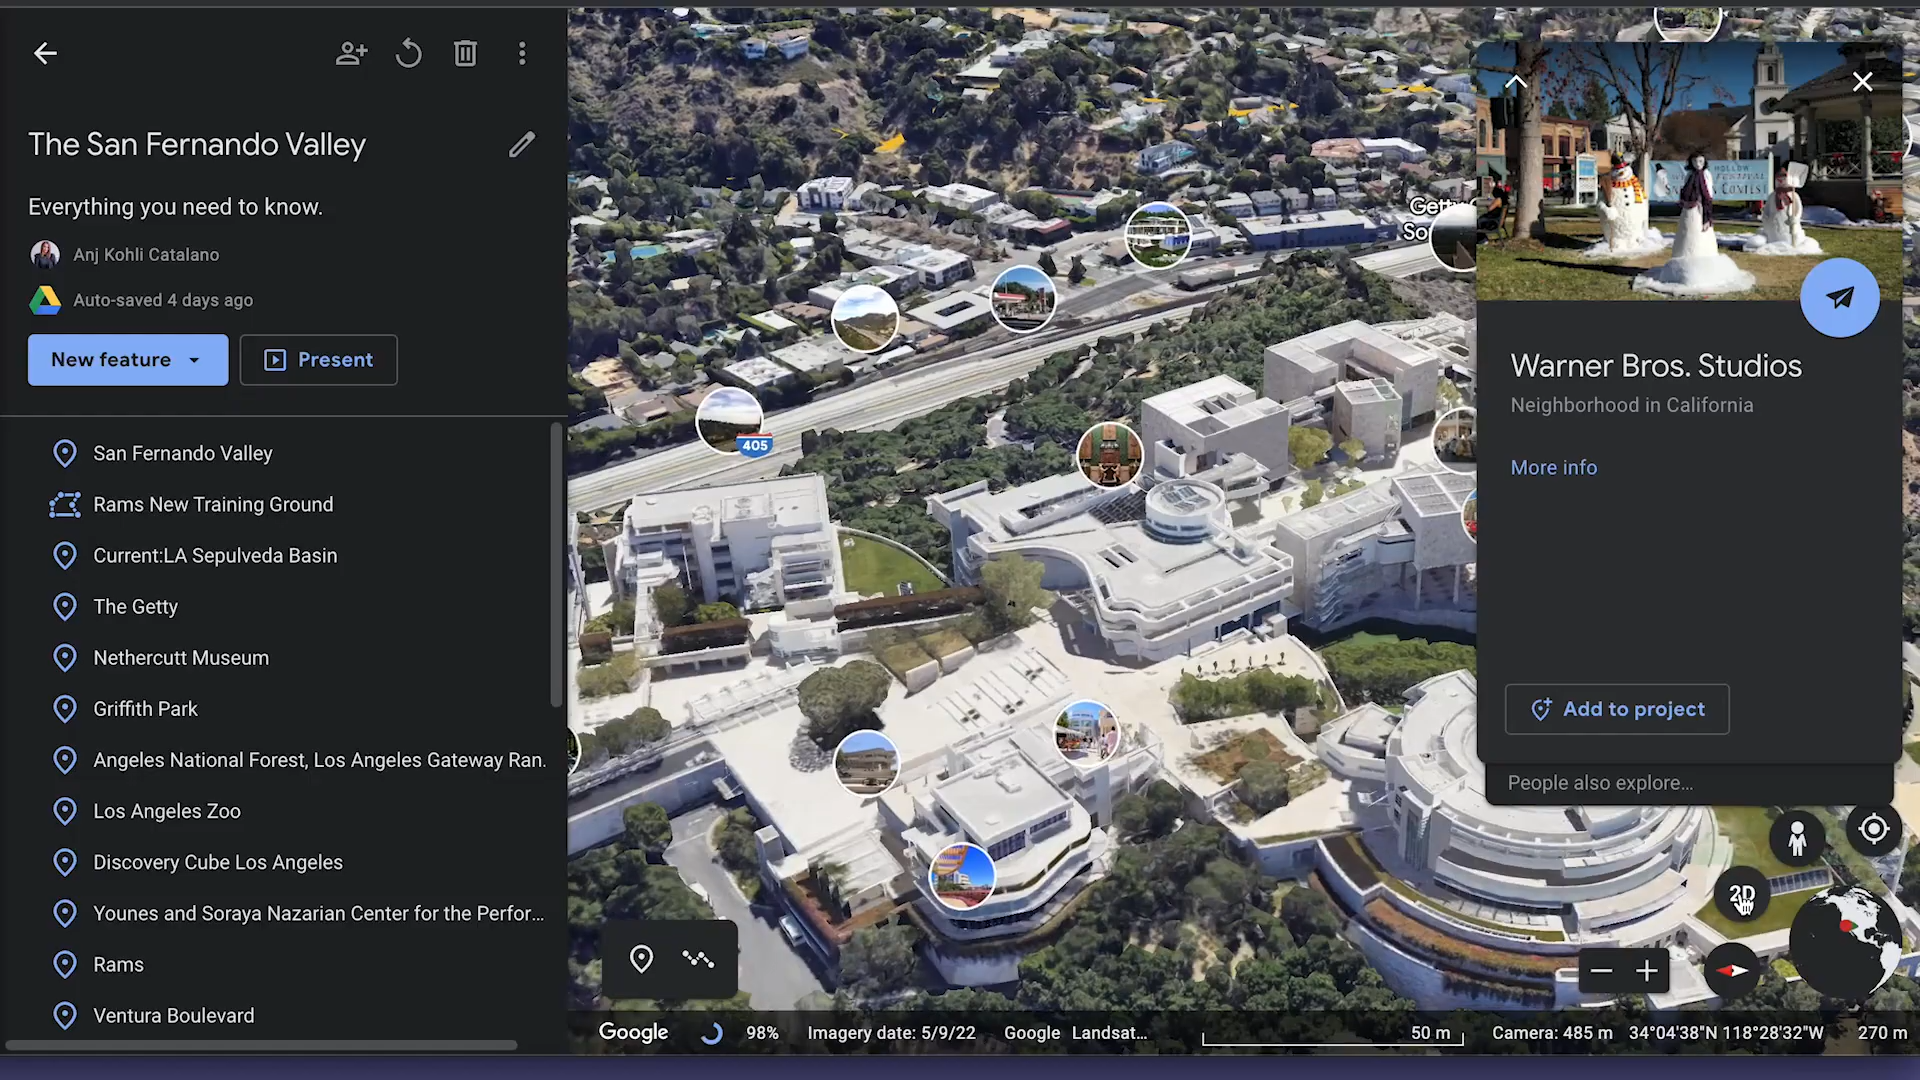 The San Fernando Valley
Everything you need to know.
Anj Kohli Catalano
Auto-saved 4 days ago
New feature
Present
San Fernando Valley
Rams New Training Ground
Current:LA Sepulveda Basin
The Getty
Nethercutt Museum
Griffith Park
Angeles National Forest, Los Angeles Gateway Ran.
Los Angeles Zoo
Discovery Cube Los Angeles
Younes and Soraya Nazarian Center for the Perfor...
Rams
Ventura Boulevard
Getty
So
405
HOLLOW
CONTEST
Warner Bros. Studios
Neighborhood in California
More info
Add to project
People also explore...
2D
Google
98%
Imagery date: 5/9/22
Google
Landsat...
50 m
Camera: 485 m
34°04'38"N 118°28'32"W
270 m